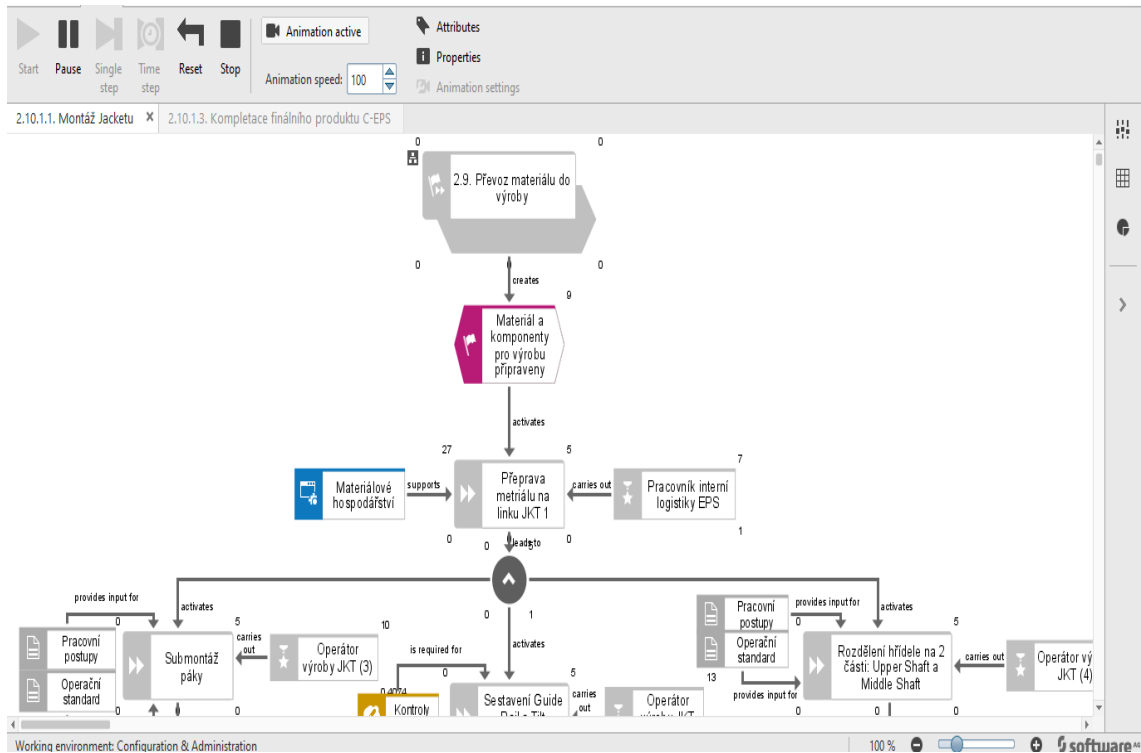 Start
Pause
Single
step
Time
step
Reset
Stop
Animation active
Animation speed: 100
Attributes
Properties
Animation settings
2.10.1.1. Montáž Jacketu X
2.10.1.3. Kompletace finálního produktu C-EPS
0
0
2.9. Převoz materiálu do
výroby
0
0
0
creates
9
Materiál a
komponenty
pro výrobu
připraveny
activates
27
5
7
Materiálové
hospodářství
supports
Přeprava
metriálu na
linku JKT 1
carries out
Pracovník interní
logistiky EPS
1
0
0
leads to
5
0
0
1
provides input for
activates
0
5
10
Pracovní
postupy
Operační
standard
Submontáž
páky
carries
out
Operátor
výroby JKT (3)
0
0
0
is required for
activates
0
5
13
0,4074
Kontroly
Sestavení Guide
carries
out
Operátor
Pracovní
postupy
Operační
standard
provides input for
provides input for
activates
0
5
Rozdělení hřídele na 2
části: Upper Shaft a
Middle Shaft
carries out
Operátor vý
JKT (4)
0
0
0
Working environment: Configuration & Administration
100 %
software AG